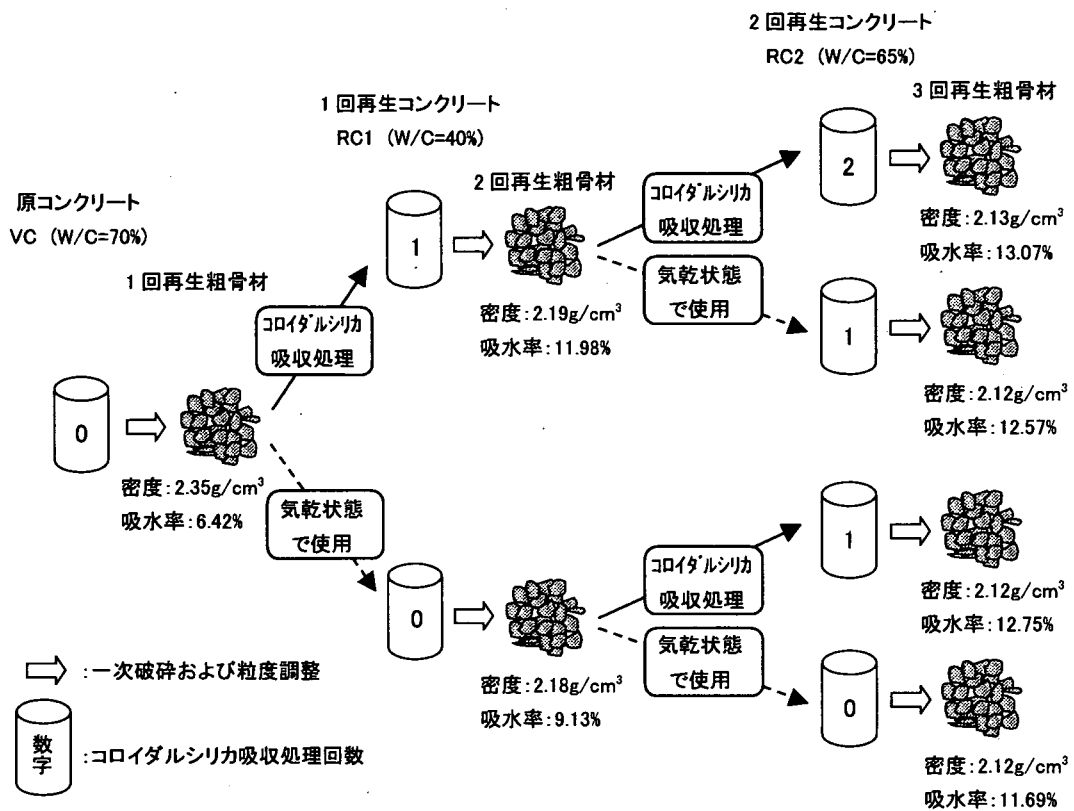 2回再生コンクリート
RC2 (W/C=65%)
3回再生粗骨材
1回再生コンクリート
RC1 (W/C=40%)
2回再生粗骨材
原コンクリート
VC (W/C=70%)
1回再生粗骨材
コロイダルシリカ
吸収処理
2
密度:2.13g/cm³
吸水率:13.07%
1
コロイダルシリカ
吸収処理
気乾状態
で使用
密度:2.19g/cm³
吸水率:11.98%
1
密度:2.12g/cm³
吸水率:12.57%
0
密度:2.35g/cm³
吸水率:6.42%
気乾状態
で使用
0
コロイダルシリカ
吸収処理
1
密度:2.12g/cm³
吸水率:12.75%
気乾状態
で使用
密度:2.18g/cm³
吸水率:9.13%
0
密度:2.12g/cm³
吸水率:11.69%
:一次破砕および粒度調整
数字
:コロイダルシリカ吸収処理回数